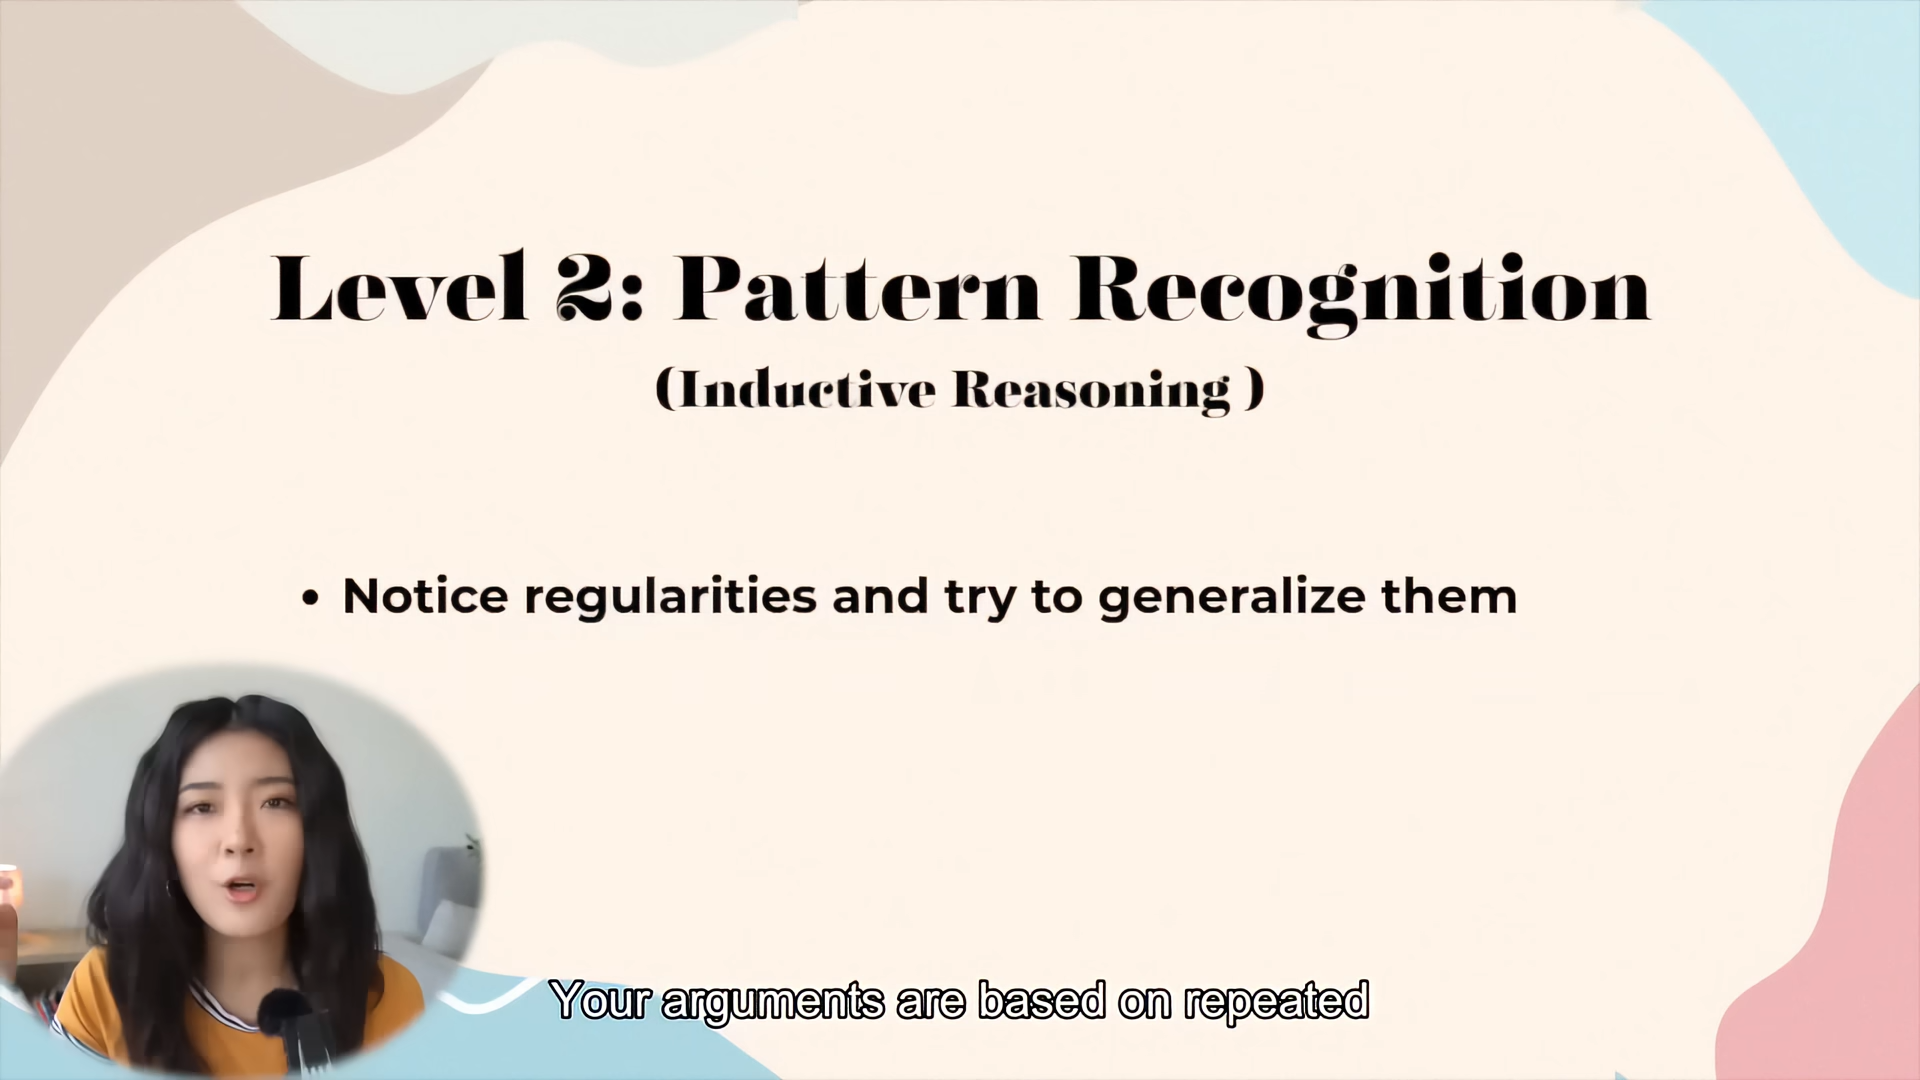 Level 2: Pattern Recognition
(Inductive Reasoning )
• Notice regularities and try to generalize them
Your arguments are based on repeated